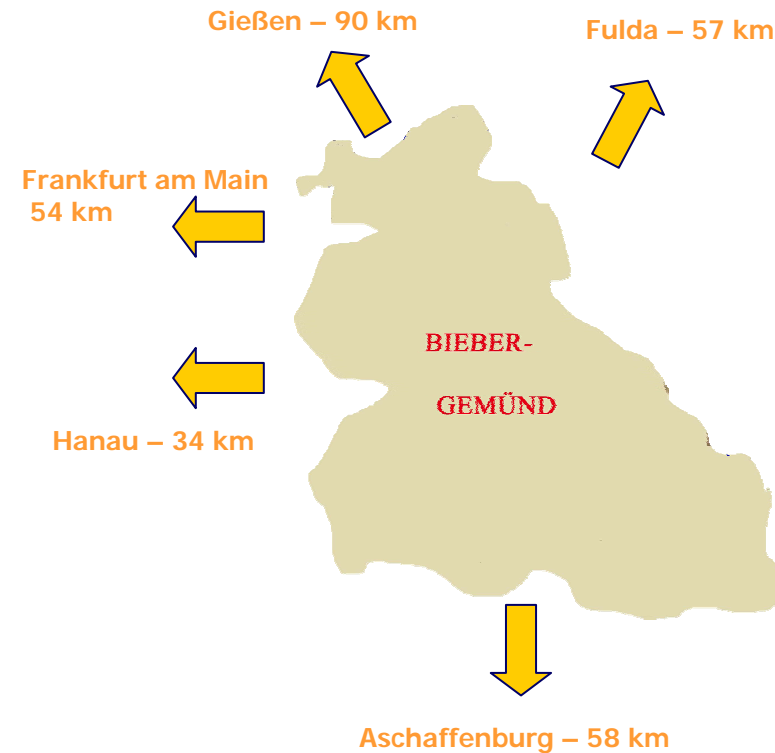 Gießen – 90 km
Fulda – 57 km
Frankfurt am Main
54 km
BIEBER-
GEMÜND
Hanau – 34 km
Aschaffenburg – 58 km